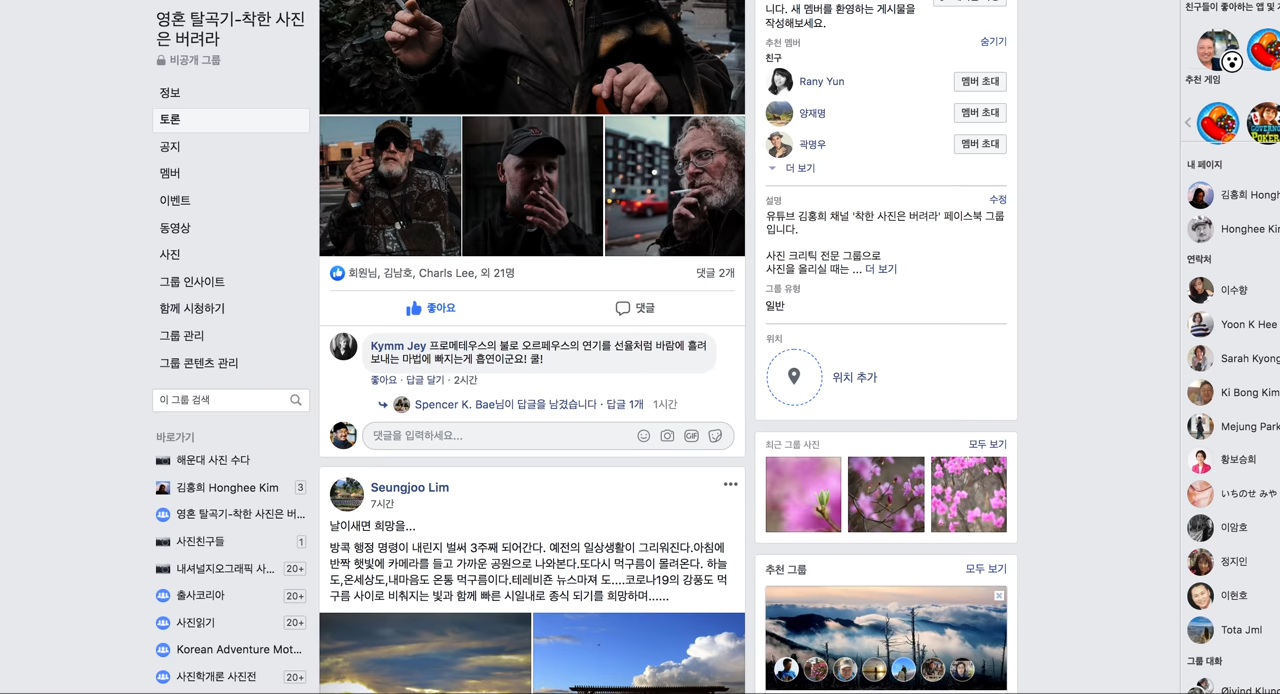 영혼 탈곡기-착한 사진
은 버려라
비공개 그룹
정보
토론
공지
멤버
이벤트
동영상
사진
그룹 인사이트
함께 시청하기
그룹 관리
그룹 콘텐츠 관리
이 그룹 검색
바로가기
해운대 사진 수다
김홍희 Honghee Kim 3
영혼 탈곡기-착한 사진은 버...
사진친구들 1
내셔널지오그래픽 사... 20+
출사코리아 20+
사진읽기 20+
Korean Adventure Mot...
사진학개론 사진전 20+
회원님, 김남호, Charls Lee, 외 21명 댓글 2개
좋아요 댓글
Kymm Jey 프로메테우스의 불로 오르페우스의 연기를 선율처럼 바람에 흘려
보내는 마법에 빠지는게 흡연이군요! 쿨!
좋아요 · 답글 달기 · 2시간
Spencer K. Bae님이 답글을 남겼습니다 · 답글 1개 1시간
댓글을 입력하세요...
GIF
Seungjoo Lim
7시간
날이새면 희망을...
방콕 행정 명령이 내린지 벌써 3주째 되어간다. 예전의 일상생활이 그리워진다.아침에
반짝 햇빛에 카메라를 들고 가까운 공원으로 나와본다.또다시 먹구름이 몰려온다. 하늘
도,온세상도,내마음도 온통 먹구름이다.테레비죤 뉴스마져 도....코로나19의 강풍도 먹
구름 사이로 비춰지는 빛과 함께 빠른 시일내로 종식 되기를 희망하며......
니다. 새 멤버를 환영하는 게시물을
작성해보세요.
추천 멤버 숨기기
친구
Rany Yun 멤버 초대
양재명 멤버 초대
곽명우 멤버 초대
더 보기
설명 수정
유튜브 김홍희 채널 '착한 사진은 버려라' 페이스북 그룹
입니다.
사진 크리틱 전문 그룹으로
사진을 올리실 때는 ... 더 보기
그룹 유형
일반
위치
위치 추가
최근 그룹 사진 모두 보기
추천 그룹 모두 보기
친구들이 좋아하는 앱 및
추천 게임
GOVERNOR
POKER
내 페이지
김홍희 Hongh
Honghee Kin
연락처
이수향
Yoon K Hee
Sarah Kyong
Ki Bong Kim
Mejung Park
황보승희
いちのせ みや
이암호
정지인
이현호
Tota Jml
그룹 대화
Øivind Klung